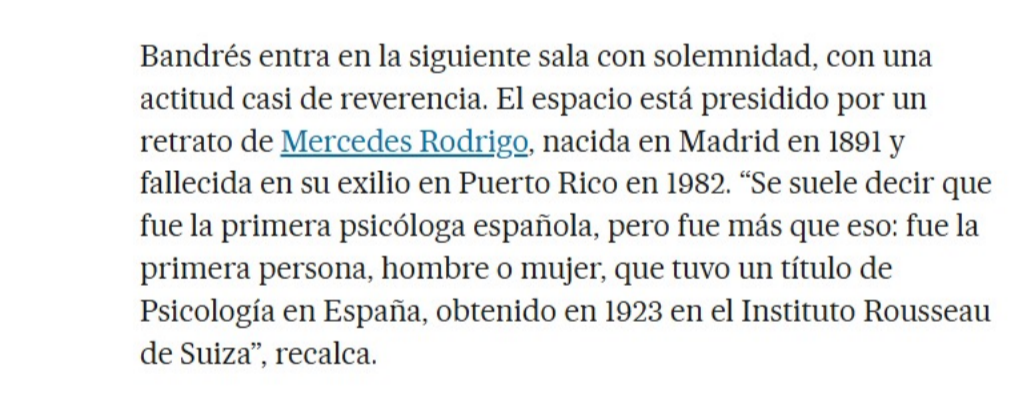 Bandrés entra en la siguiente sala con solemnidad, con una
actitud casi de reverencia. El espacio está presidido por un
retrato de Mercedes Rodrigo, nacida en Madrid en 1891 y
fallecida en su exilio en Puerto Rico en 1982. “Se suele decir que
fue la primera psicóloga española, pero fue más que eso: fue la
primera persona, hombre o mujer, que tuvo un título de
Psicología en España, obtenido en 1923 en el Instituto Rousseau
de Suiza”, recalca.